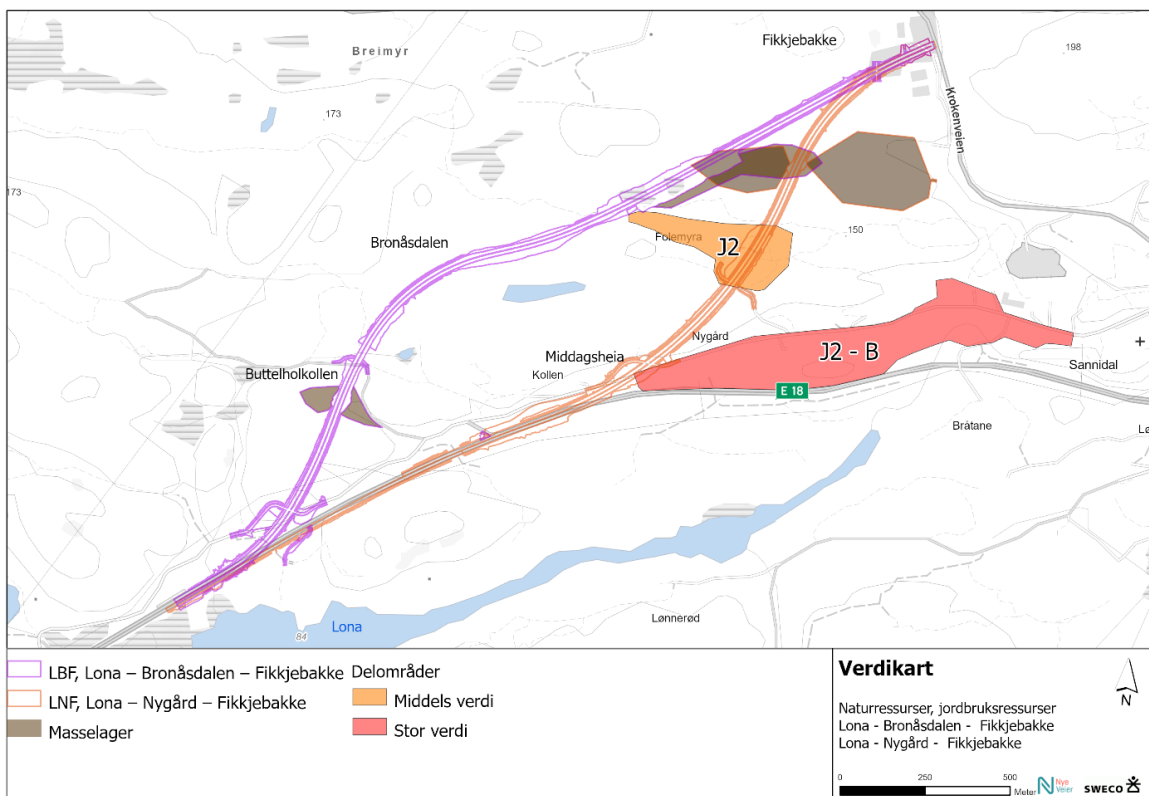 Breimyr
Fikkjebakke
198
173
Krokenveien
173
Folemyra
J2
150
Bronåsdalen
Nygård
Middagsheia
J2 - B
Buttelholkollen
Kollen
Sannidal
E 18
Bråtane
Lø
Lønnerød
Lona
84
LBF, Lona – Bronåsdalen – Fikkjebakke
LNF, Lona – Nygård – Fikkjebakke
Masselager
Delområder
Middels verdi
Stor verdi
Verdikart
Naturressurser, jordbruksressurser
Lona - Bronåsdalen - Fikkjebakke
Lona - Nygård - Fikkjebakke
N
0 250 500
Meter
Nye
Veier
SWECO